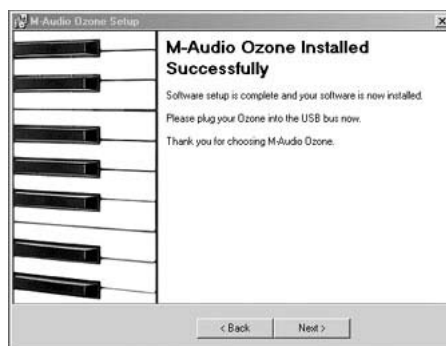 M-Audio Ozone Setup
M-Audio Ozone Installed
Successfully
Software setup is complete and your software is now installed.
Please plug your Ozone into the USB bus now.
Thank you for choosing M-Audio Ozone.
< Back Next >